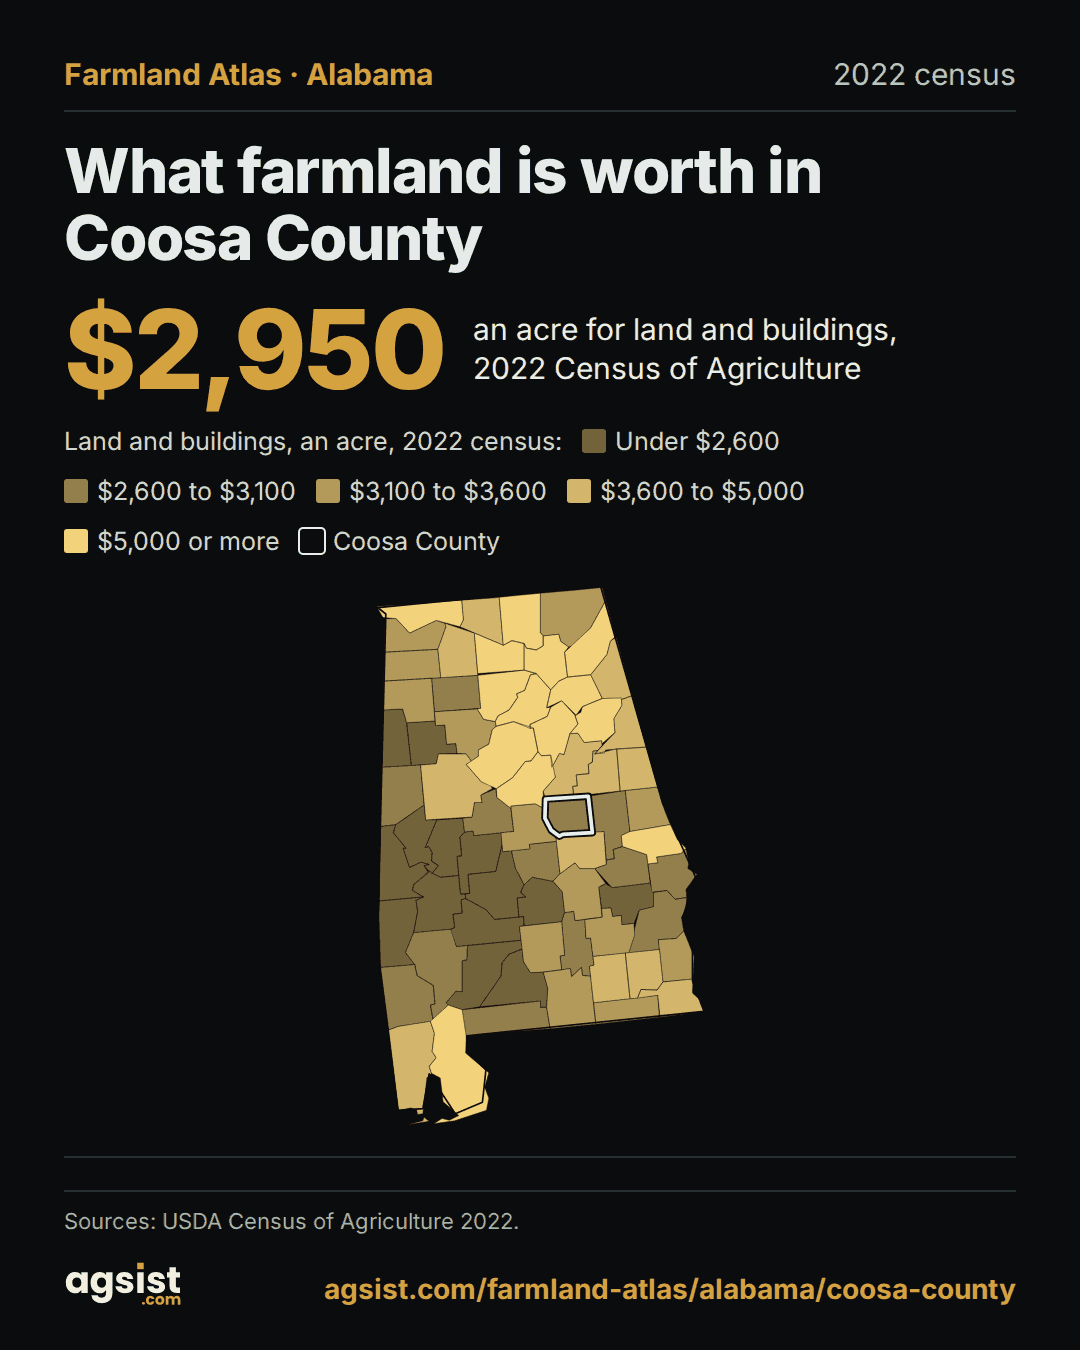 Farmland Atlas · Alabama
2022 census
What farmland is worth in
Coosa County
$2,950
an acre for land and buildings,
2022 Census of Agriculture
Land and buildings, an acre, 2022 census: Under $2,600
$2,600 to $3,100 $3,100 to $3,600 $3,600 to $5,000
$5,000 or more Coosa County
Sources: USDA Census of Agriculture 2022.
agsist
.com
agsist.com/farmland-atlas/alabama/coosa-county